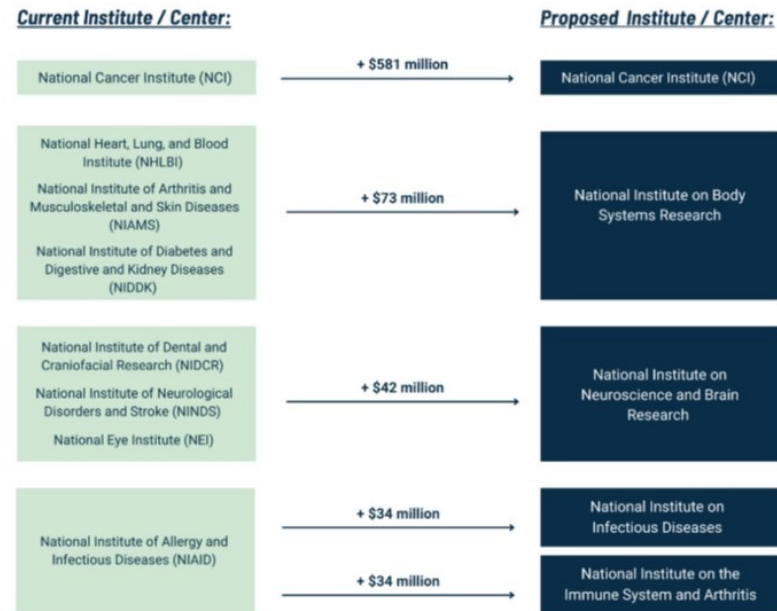 Current Institute / Center:
Proposed Institute / Center:
National Cancer Institute (NCI)
+ $581 million
National Cancer Institute (NCI)
National Heart, Lung, and Blood
Institute (NHLBI)
National Institute of Arthritis and
Musculoskeletal and Skin Diseases
(NIAMS)
National Institute of Diabetes and
Digestive and Kidney Diseases
(NIDDK)
+ $73 million
National Institute on Body
Systems Research
National Institute of Dental and
Craniofacial Research (NIDCR)
National Institute of Neurological
Disorders and Stroke (NINDS)
National Eye Institute (NEI)
+ $42 million
National Institute on
Neuroscience and Brain
Research
National Institute of Allergy and
Infectious Diseases (NIAID)
+ $34 million
National Institute on
Infectious Diseases
+ $34 million
National Institute on the
Immune System and Arthritis